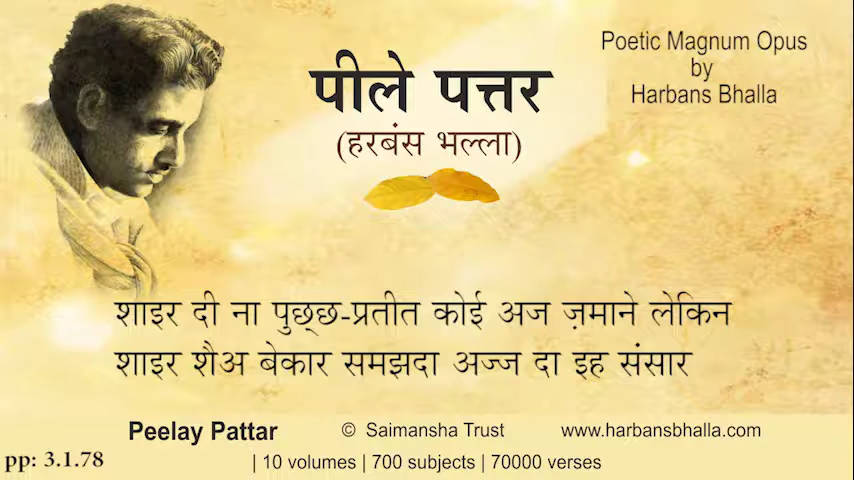 पीले पत्तर
(हरबंस भल्ला)
Poetic Magnum Opus
by
Harbans Bhalla
शाइर दी ना पुछ्छ-प्रतीत कोई अज ज़माने लेकिन
शाइर शैअ बेकार समझदा अज्ज दा इह संसार
Peelay Pattar
© Saimansha Trust
www.harbansbhalla.com
pp: 3.1.78
| 10 volumes | 700 subjects | 70000 verses